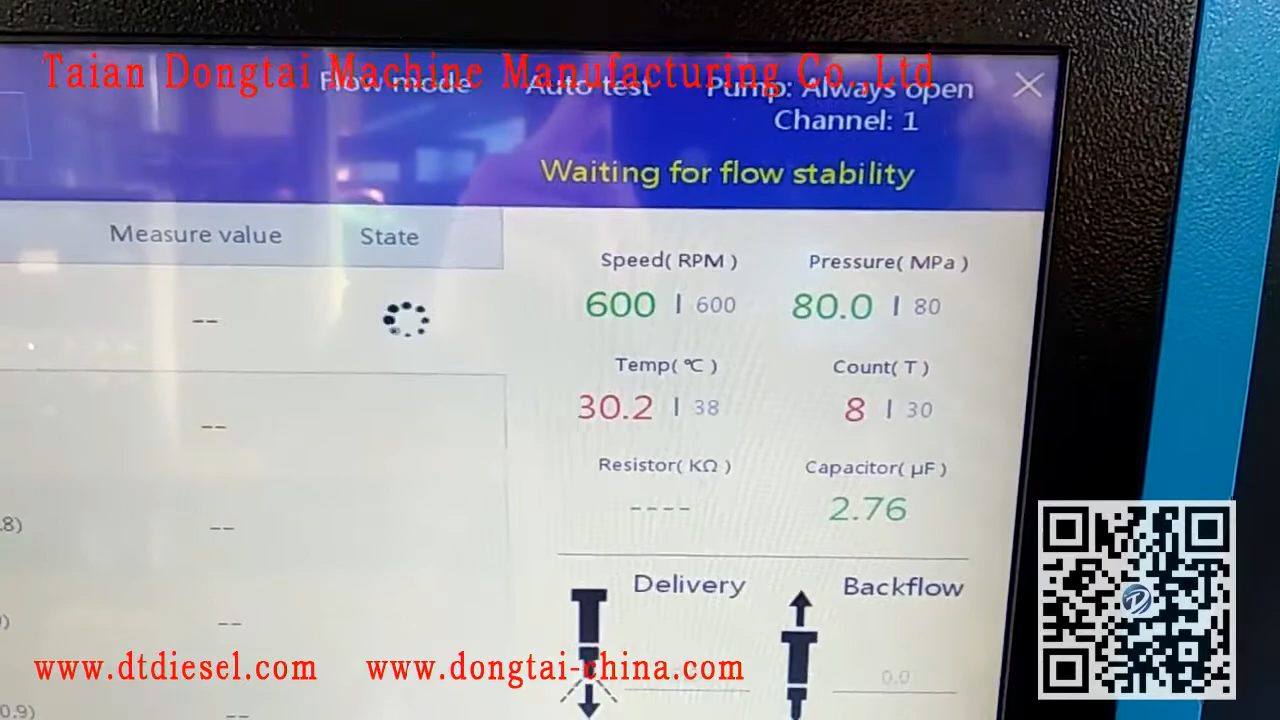 Taian Dongtai Machine Manufacturing Co.,Ltd
Flow mode Auto test Pump: Always open
Channel: 1
Waiting for flow stability
Measure value State
Speed( RPM ) Pressure( MPa )
600 | 600 80.0 | 80
-- 
Temp( ℃ ) Count( T )
30.2 | 38 8 | 30
--
Resistor( KΩ ) Capacitor( µF )
---- 2.76
.8) --
Delivery Backflow
) --
0.0
www.dtdiesel.com www.dongtai-china.com
0.9) --